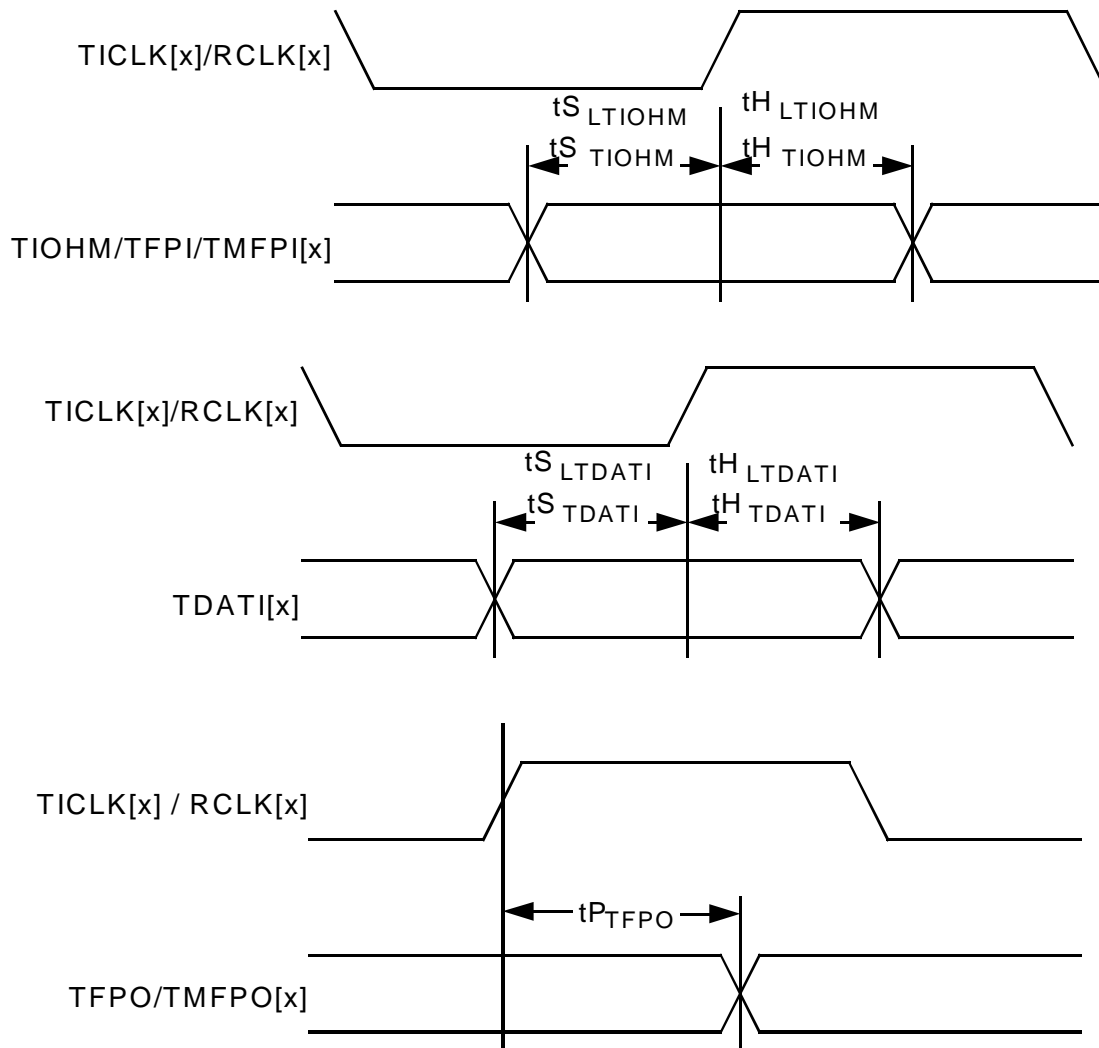 TICLK[x]/RCLK[x]
tS LTIOHM tH LTIOHM
tS TIOHM tH TIOHM
TIOHM/TFPI/TMFPI[x]
TICLK[x]/RCLK[x]
tS LTDATI tH LTDATI
tS TDATI tH TDATI
TDATI[x]
TICLK[x] / RCLK[x]
tPTFPO
TFPO/TMFPO[x]